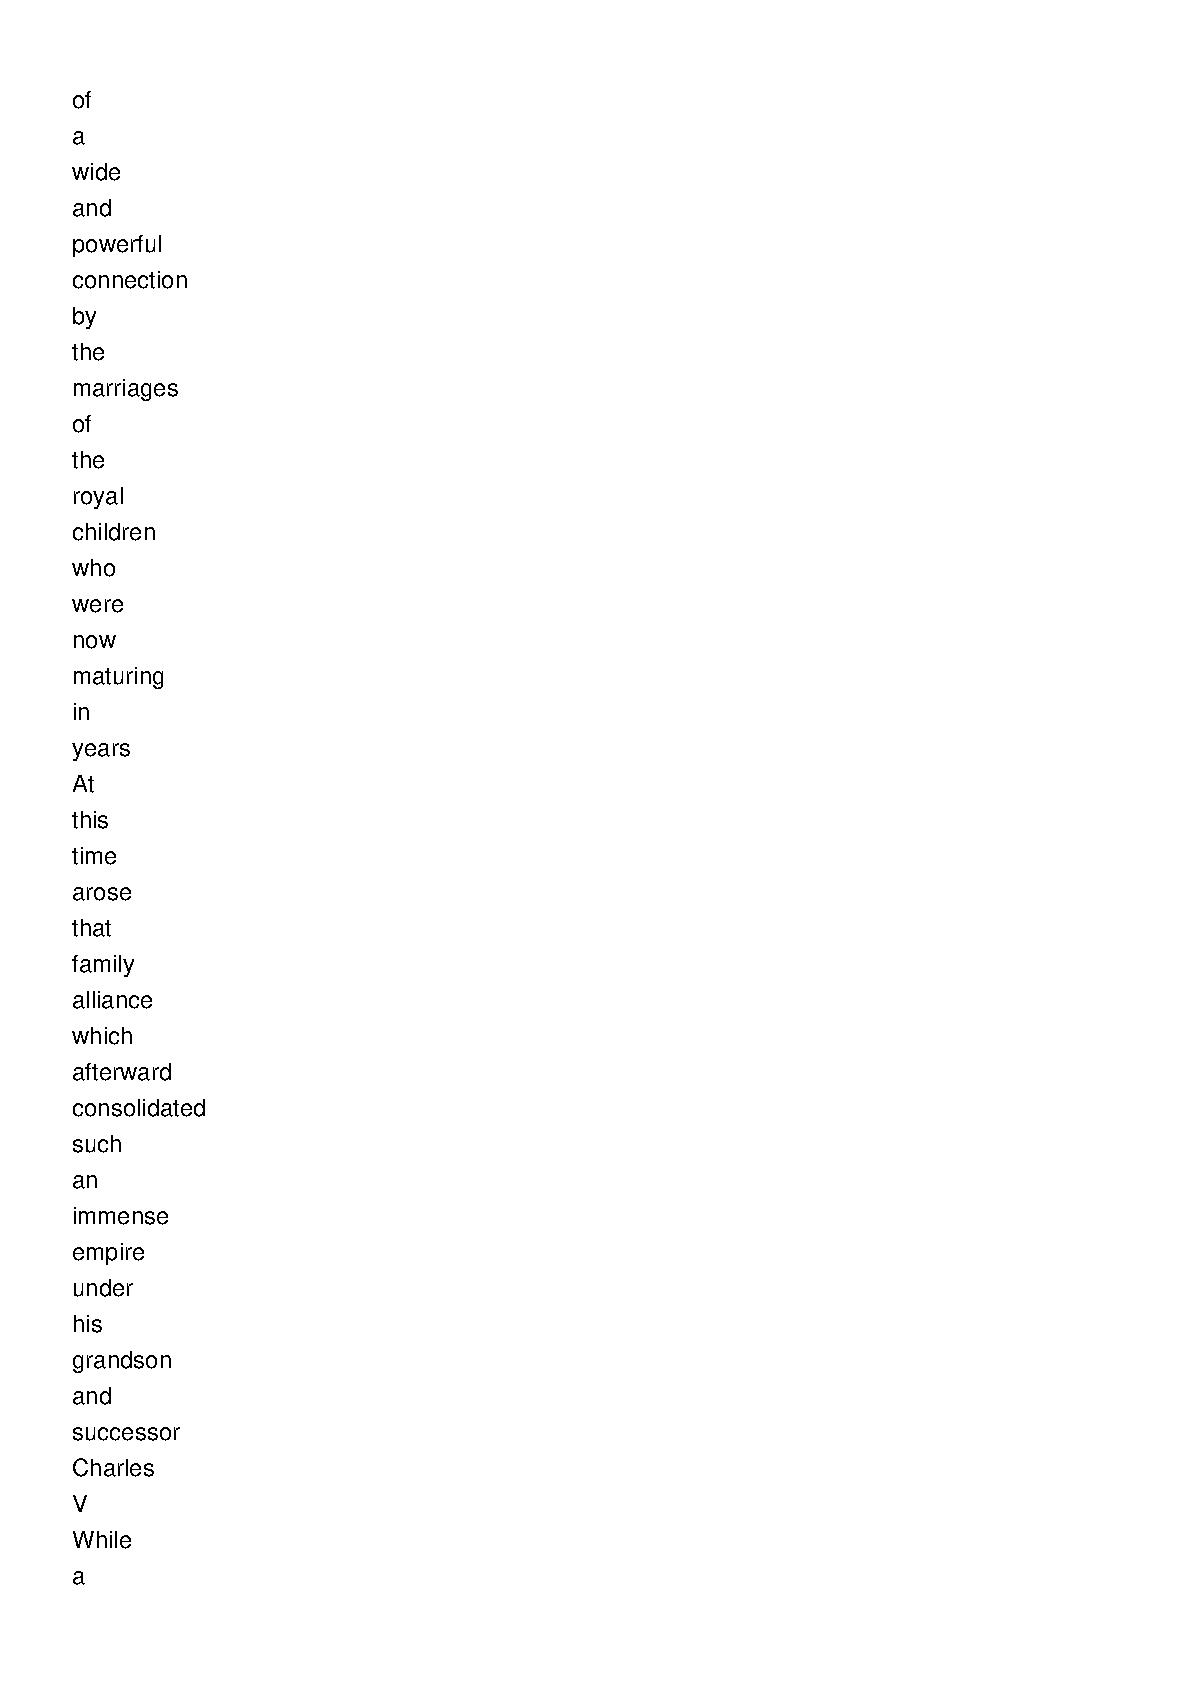 of
a
wide
and
powerful
connection
by
the
marriages
of
the
royal
children
who
were
now
maturing
in
years
At
this
time
arose
that
family
alliance
which
afterward
consolidated
such
an
immense
empire
under
his
grandson
and
successor
Charles
V
While
a